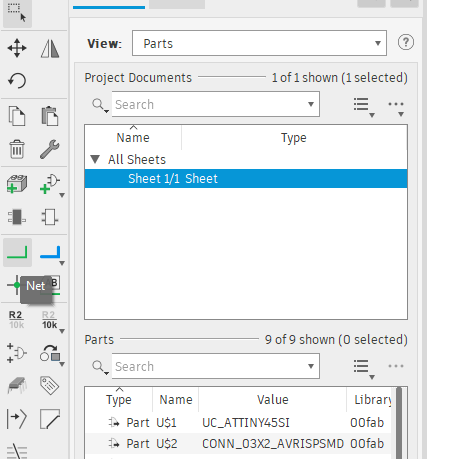 View: Parts
?
Project Documents 1 of 1 shown (1 selected)
Search
Name Type
All Sheets
Sheet 1/1 Sheet
Net
R2 R2
10k 10k
Parts 9 of 9 shown (0 selected)
Search
Type Name Value Library
Part U$1 UC_ATTINY45SI 00fab
Part U$2 CONN_03X2_AVRISPSMD 00fab